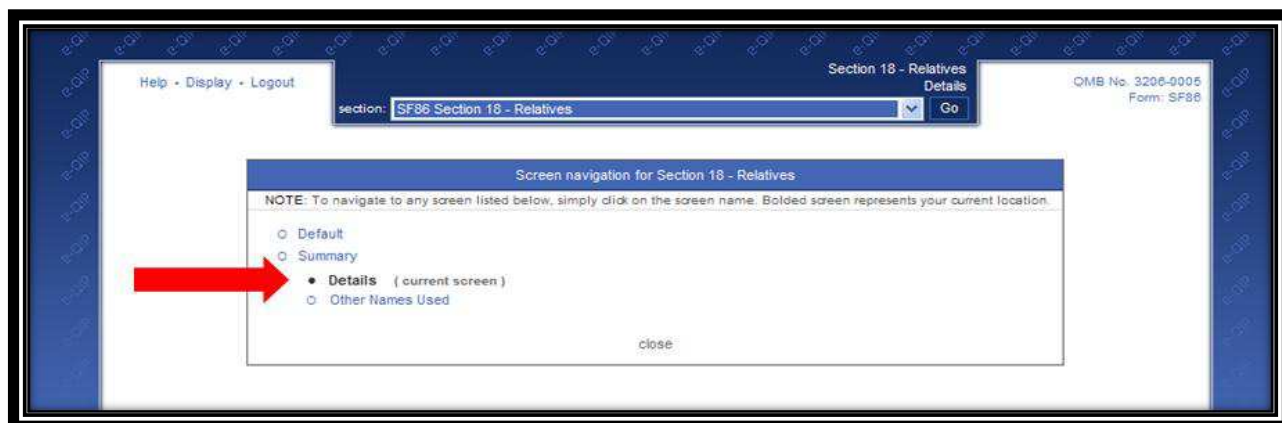 Help - Display - Logout
Section 18 - Relatives
Details
section: SF86 Section 18 - Relatives
Go
OMB No. 3206-0005
Form: SF86
Screen navigation for Section 18 - Relatives
NOTE: To navigate to any screen listed below, simply click on the screen name. Bolded screen represents your current location.
Default
Summary
Details (current screen)
Other Names Used
close